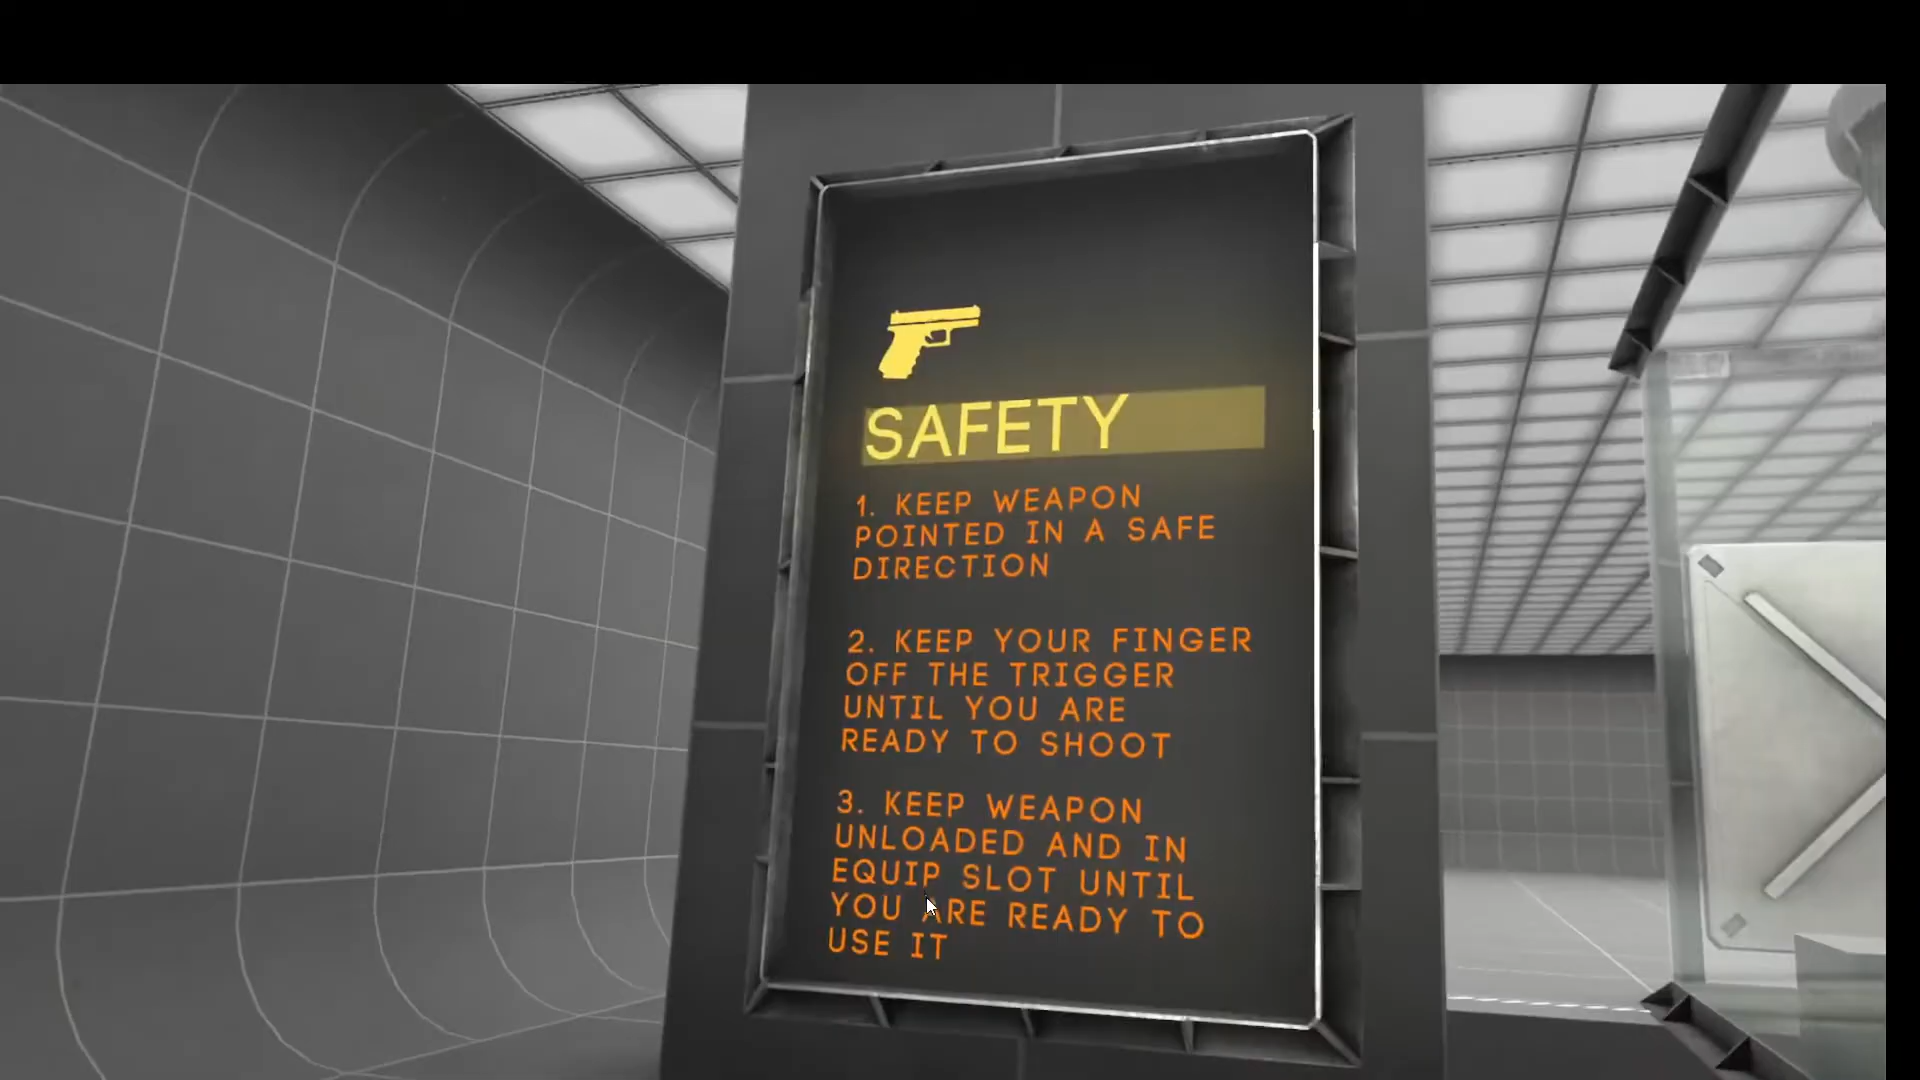 SAFETY
1. KEEP WEAPON
POINTED IN A SAFE
DIRECTION
2. KEEP YOUR FINGER
OFF THE TRIGGER
UNTIL YOU ARE
READY TO SHOOT
3. KEEP WEAPON
UNLOADED AND IN
EQUIP SLOT UNTIL
YOU ARE READY TO
USE IT